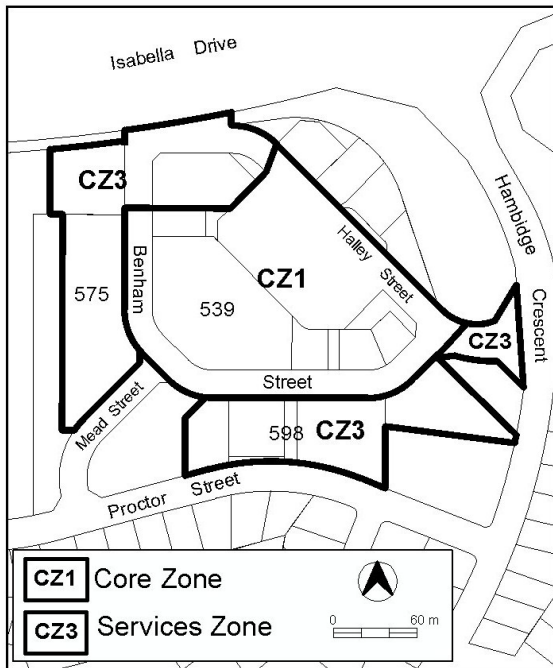 Isabella Drive
CZ3
Hambidge
Crescent
Halley Street
Benham
CZ1
575
539
CZ3
Street
Mead Street
598 CZ3
Proctor Street
CZ1 Core Zone
CZ3 Services Zone
0 60 m